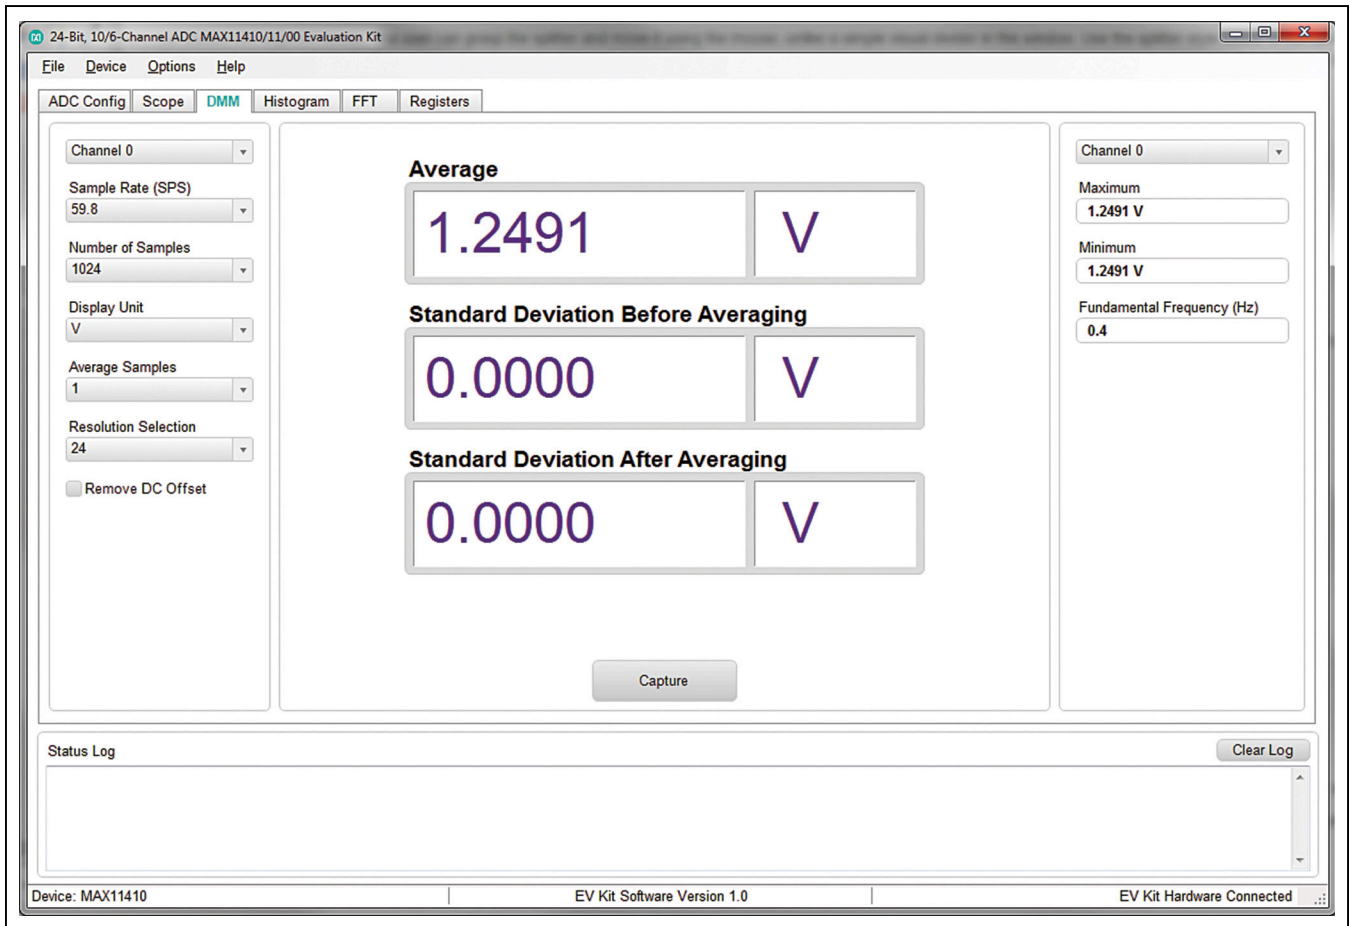 24-Bit, 10/6-Channel ADC MAX11410/11/00 Evaluation Kit
File Device Options Help
ADC Config Scope DMM Histogram FFT Registers
Channel 0
Sample Rate (SPS)
59.8
Number of Samples
1024
Display Unit
V
Average Samples
1
Resolution Selection
24
Remove DC Offset
Average
1.2491 V
Standard Deviation Before Averaging
0.0000 V
Standard Deviation After Averaging
0.0000 V
Capture
Channel 0
Maximum
1.2491 V
Minimum
1.2491 V
Fundamental Frequency (Hz)
0.4
Status Log
Clear Log
Device: MAX11410 EV Kit Software Version 1.0 EV Kit Hardware Connected